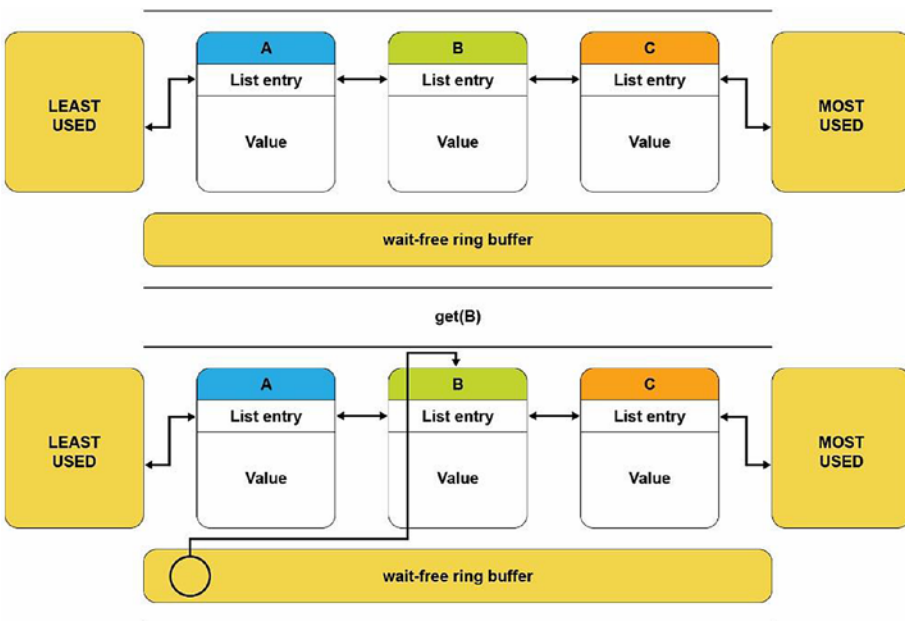 A B C
LEAST
USED
List entry List entry List entry
MOST
USED
Value Value Value
wait-free ring buffer
get(B)
A B C
LEAST
USED
List entry List entry List entry
MOST
USED
Value Value Value
wait-free ring buffer